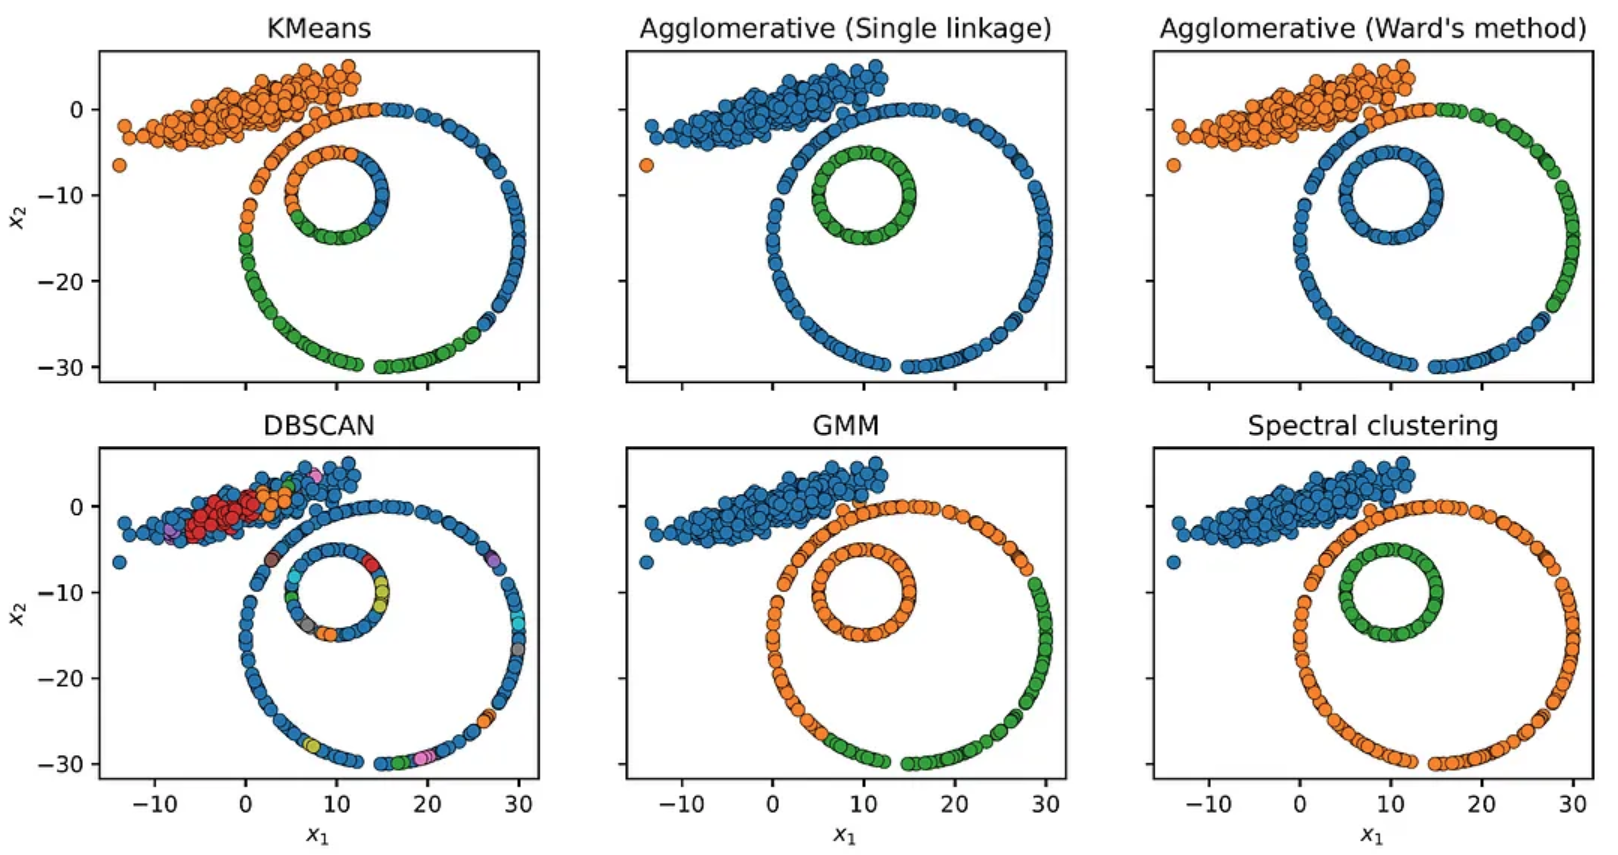 KMeans
Agglomerative (Single linkage)
Agglomerative (Ward's method)
x2
0
−10
−20
−30
DBSCAN
GMM
Spectral clustering
x2
0
−10
−20
−30
−10 0 10 20 30
−10 0 10 20 30
−10 0 10 20 30
x1
x1
x1